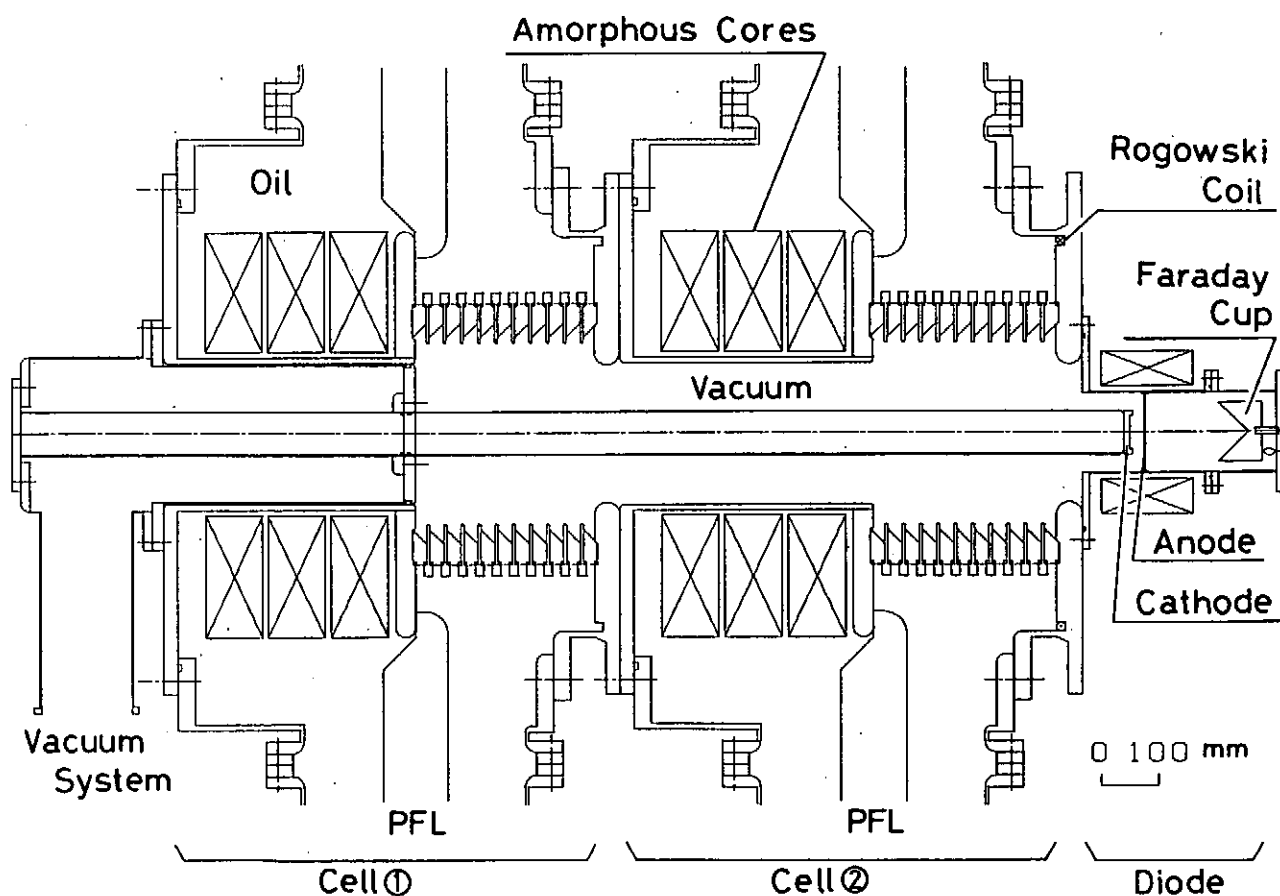 Amorphous Cores
Oil
Rogowski
Coil
Faraday
Cup
Vacuum
Anode
Cathode
Vacuum
System
0 100 mm
PFL
PFL
Cell①
Cell②
Diode